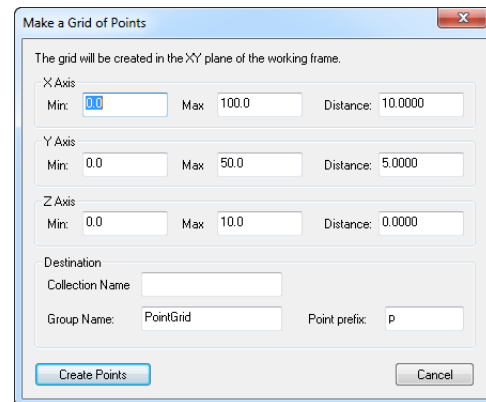 Make a Grid of Points
The grid will be created in the XY plane of the working frame.
X Axis
Min: 0.0 Max 100.0 Distance: 10.0000
Y Axis
Min: 0.0 Max 50.0 Distance: 5.0000
Z Axis
Min: 0.0 Max 10.0 Distance: 0.0000
Destination
Collection Name
Group Name: PointGrid Point prefix: p
Create Points Cancel